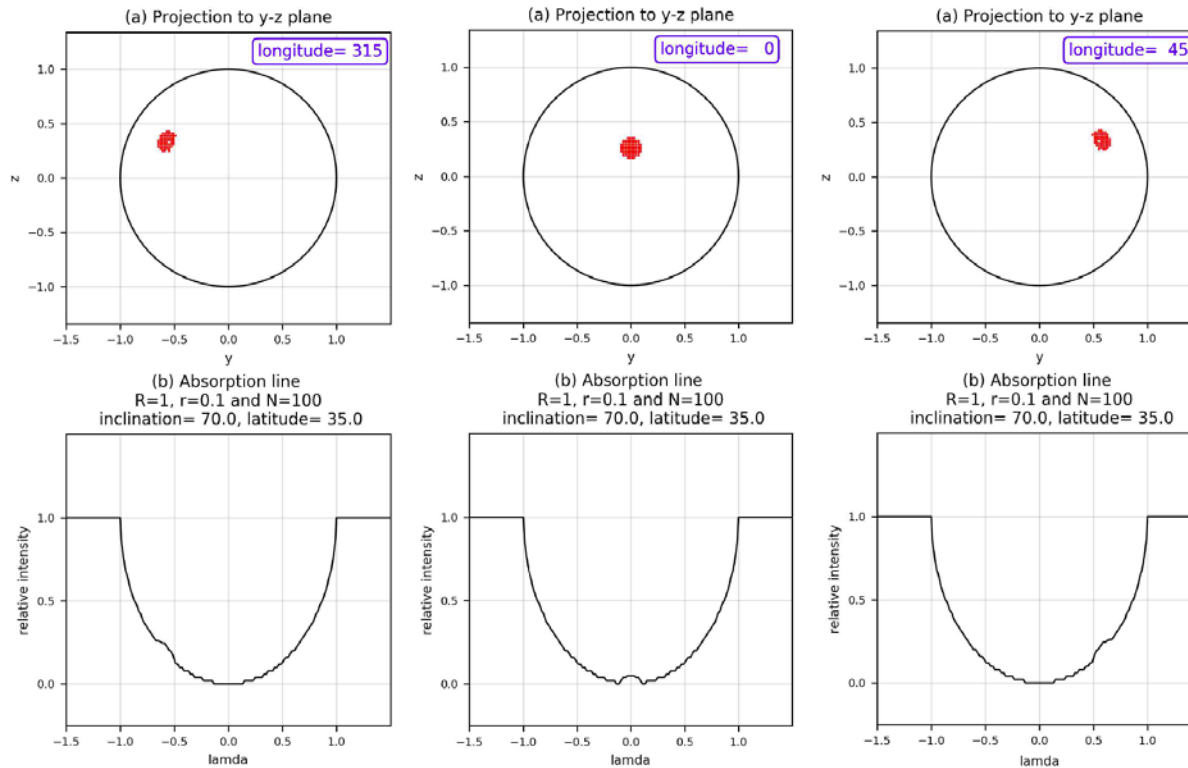 (a) Projection to y-z plane
longitude= 315
1.0
0.5
0.0
−0.5
−1.0
z
−1.5 −1.0 −0.5 0.0 0.5 1.0
y
(a) Projection to y-z plane
longitude= 0
1.0
0.5
0.0
−0.5
−1.0
z
−1.5 −1.0 −0.5 0.0 0.5 1.0
y
(a) Projection to y-z plane
longitude= 45
1.0
0.5
0.0
−0.5
−1.0
z
−1.5 −1.0 −0.5 0.0 0.5 1.0
y
(b) Absorption line
R=1, r=0.1 and N=100
inclination= 70.0, latitude= 35.0
1.0
0.5
0.0
relative intensity
−1.5 −1.0 −0.5 0.0 0.5 1.0
lamda
(b) Absorption line
R=1, r=0.1 and N=100
inclination= 70.0, latitude= 35.0
1.0
0.5
0.0
relative intensity
−1.5 −1.0 −0.5 0.0 0.5 1.0
lamda
(b) Absorption line
R=1, r=0.1 and N=100
inclination= 70.0, latitude= 35.0
1.0
0.5
0.0
relative intensity
−1.5 −1.0 −0.5 0.0 0.5 1.0
lamda